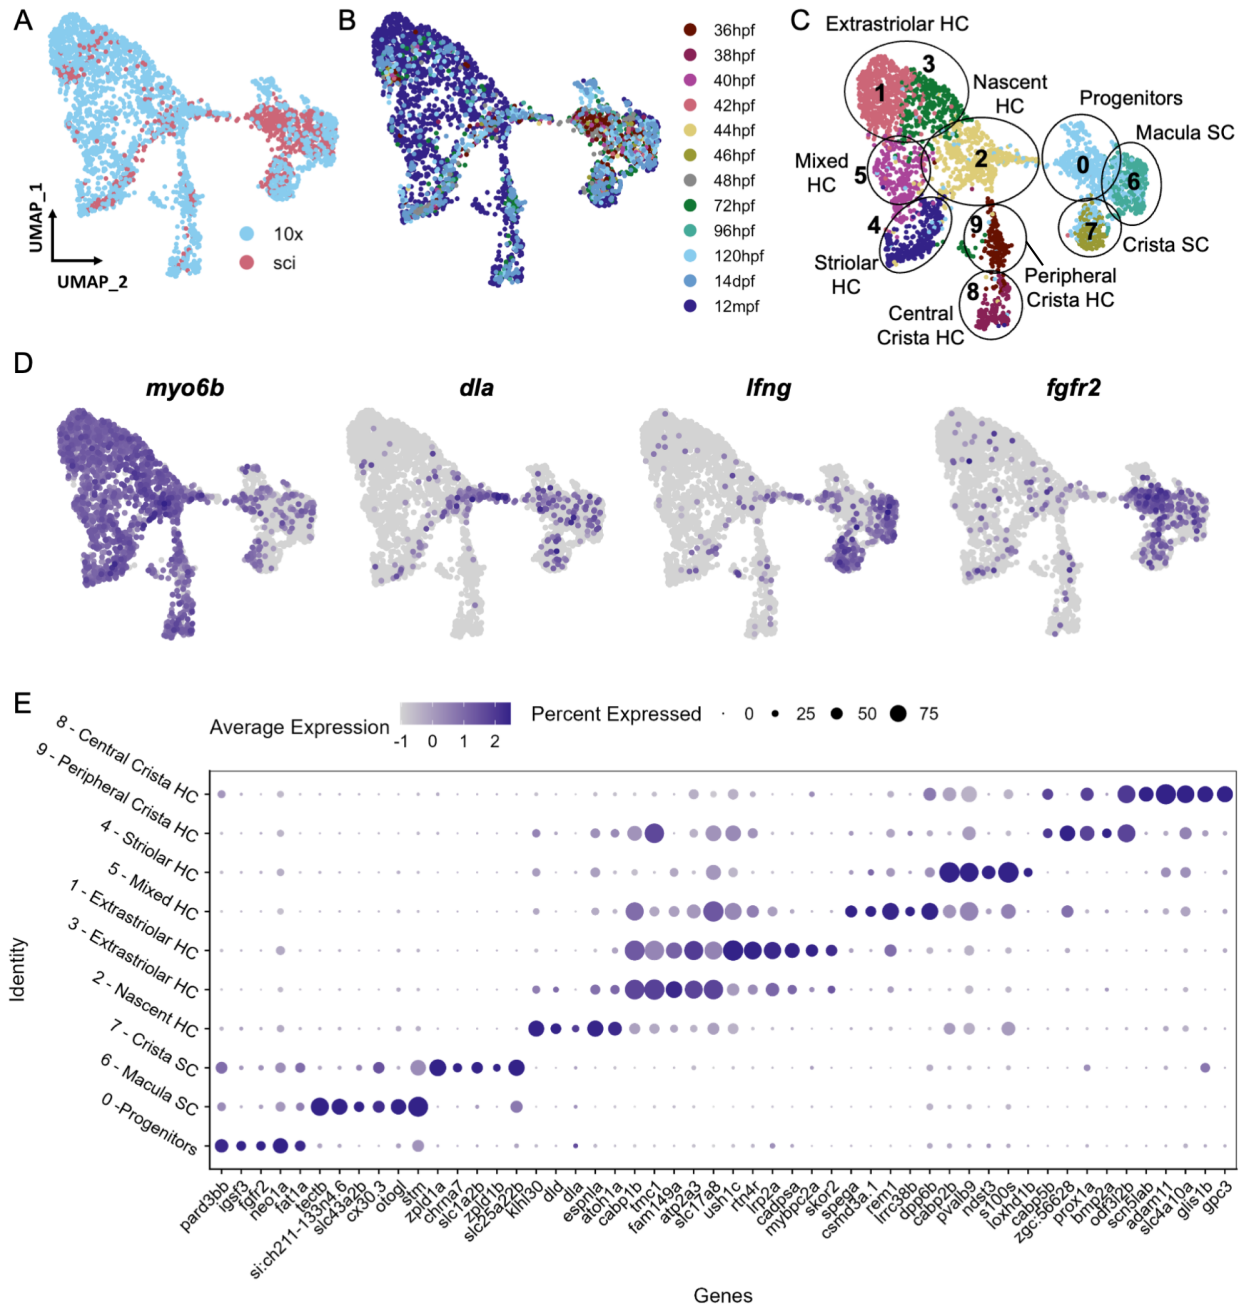 A
B
C
UMAP_1
UMAP_2
10x
sci
36hpf
38hpf
40hpf
42hpf
44hpf
46hpf
48hpf
72hpf
96hpf
120hpf
14dpf
12mpf
Extrastriolar HC
3
1
Nascent
HC
2
Progenitors
0
Macula SC
6
Mixed
HC
5
7
Crista SC
4
Striolar
HC
9
Peripheral
Crista HC
8
Central
Crista HC
D
myo6b
dla
lfng
fgfr2
E
Average Expression
-1 0 1 2
Percent Expressed
0 25 50 75
8 - Central Crista HC
9 - Peripheral Crista HC
4 - Striolar HC
5 - Mixed HC
1 - Extrastriolar HC
3 - Extrastriolar HC
2 - Nascent HC
7 - Crista SC
6 - Macula SC
0 -Progenitors
Identity
pard3bb
igsf3
fgfr2
nec1a
fat1a
tectb
si:ch211-133n4.6
slc43a2b
cx30.3
otogl
stm
zpld1a
chrna7
slc1a2b
zpld1b
slc25a22b
klhl30
dld
dla
espnla
atoh1a
cabp1b
tmc1
fam149a
atp2a3
slc17a8
ush1c
rtn4r
lrp2a
cadpsa
mybpc2a
skor2
spega
csmd3a.1
rem1
lrrc38b
dpp6b
cabp2b
pvalb9
ndst3
s100s
loxhd1b
cabp5b
zgc:56628
prox1a
bmp2a
odf3l2b
scn5lab
adam11
slc4a10a
glis1b
gpc3
Genes